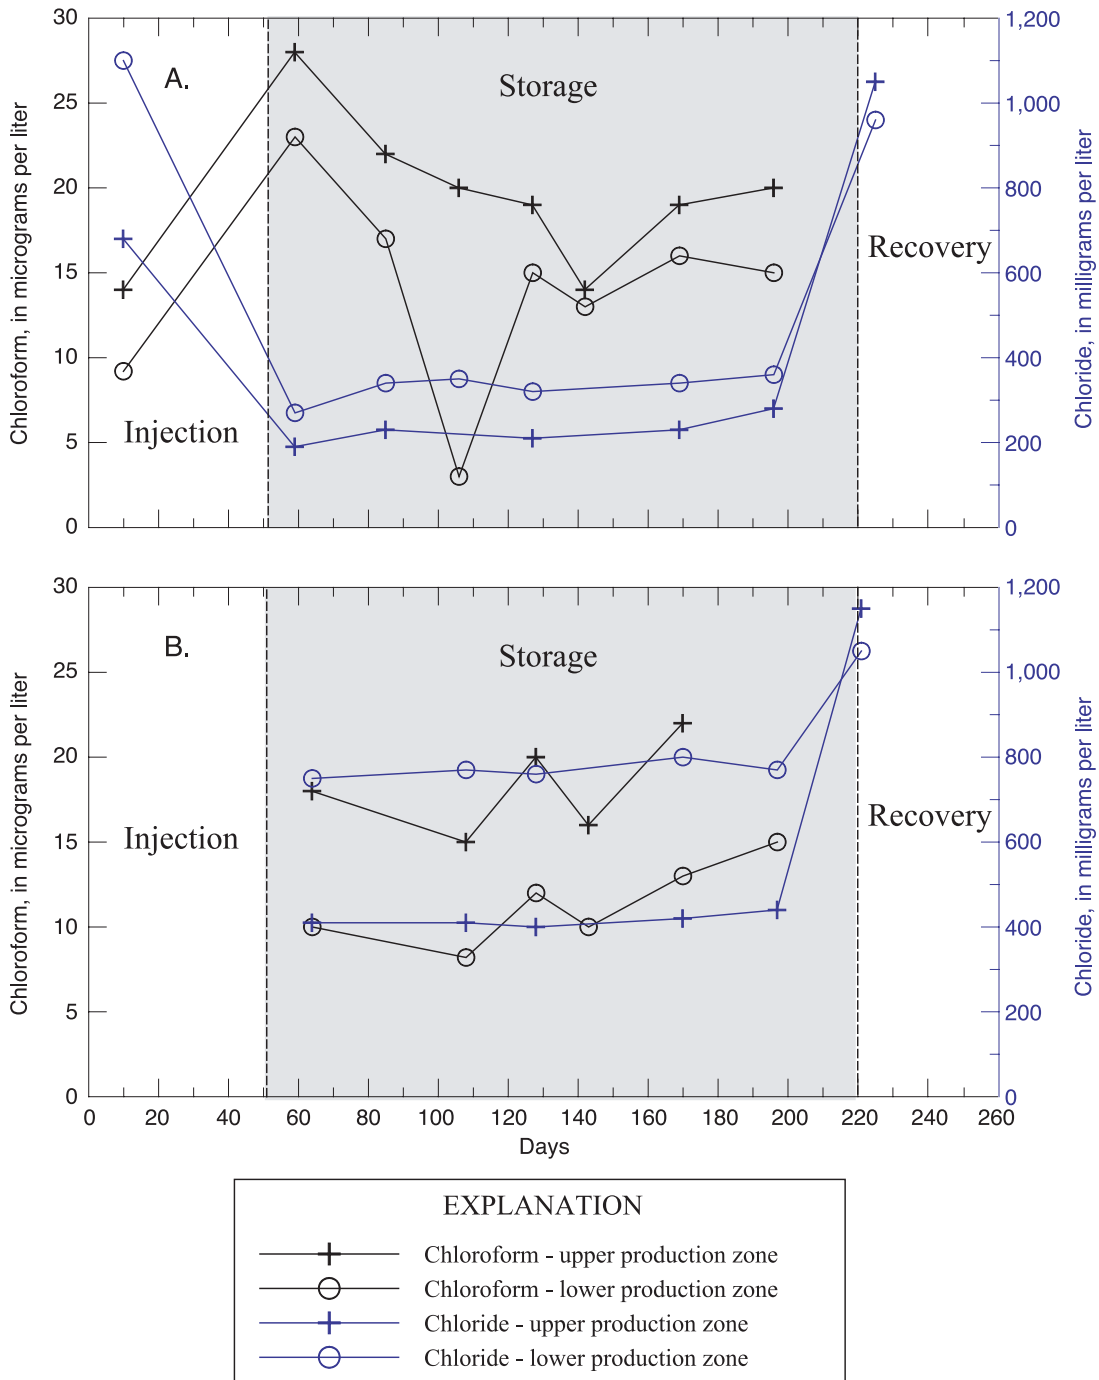 30
25
20
15
10
5
0
Chloroform, in micrograms per liter
A.
Storage
Injection
Recovery
1,200
1,000
800
600
400
200
0
Chloride, in milligrams per liter
30
25
20
15
10
5
0
Chloroform, in micrograms per liter
B.
Storage
Injection
Recovery
1,200
1,000
800
600
400
200
0
Chloride, in milligrams per liter
0 20 40 60 80 100 120 140 160 180 200 220 240 260
Days
EXPLANATION
Chloroform - upper production zone
Chloroform - lower production zone
Chloride - upper production zone
Chloride - lower production zone